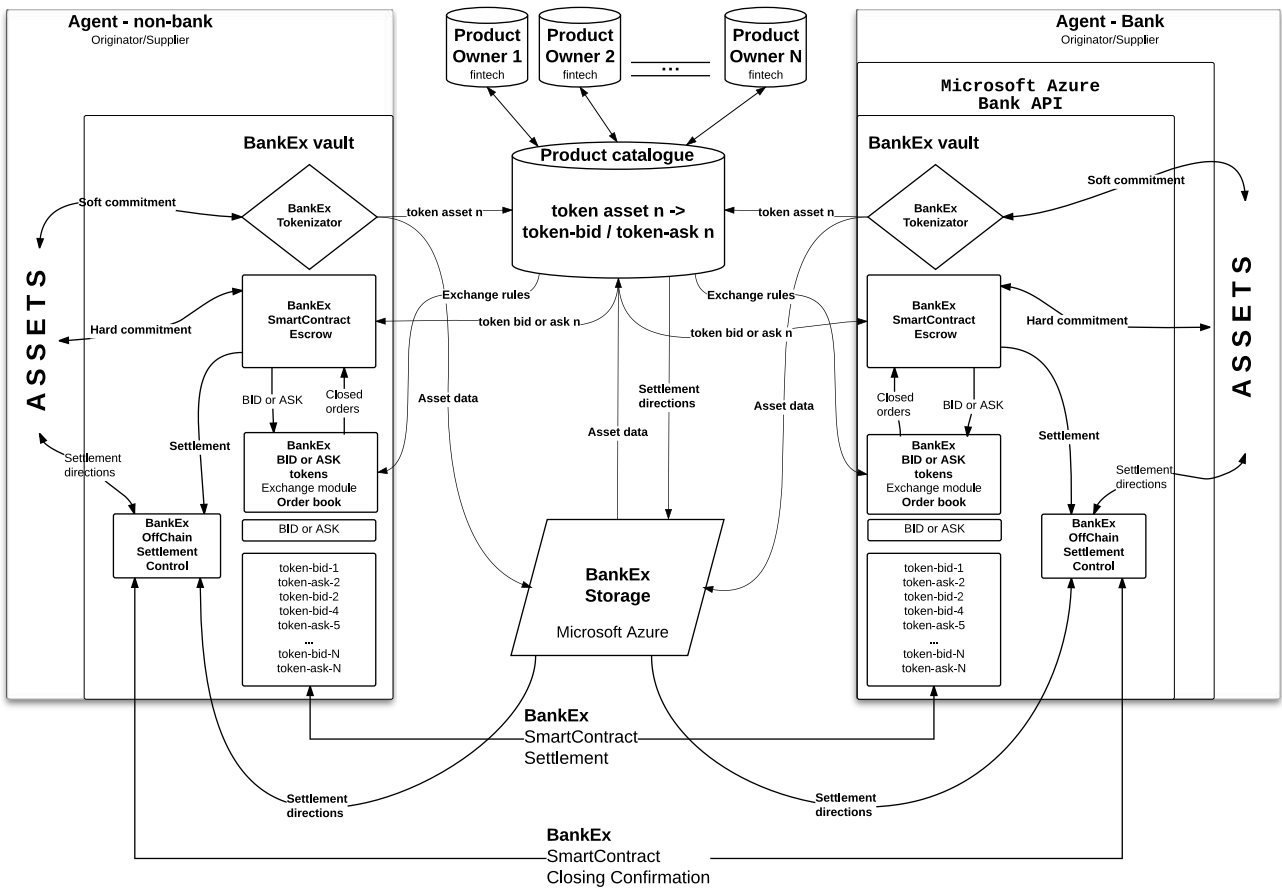 Agent - non-bank
Originator/Supplier
Product
Owner 1
fintech
Product
Owner 2
fintech
...
Product
Owner N
fintech
Agent - Bank
Originator/Supplier
Microsoft Azure
Bank API
BankEx vault
Product catalogue
BankEx vault
Soft commitment
BankEx
Tokenizator
token asset n
token asset n ->
token-bid / token-ask n
token asset n
BankEx
Tokenizator
Soft commitment
ASSETS
Hard commitment
BankEx
SmartContract
Escrow
Exchange rules
token bid or ask n
Exchange rules
token bid or ask n
BankEx
SmartContract
Escrow
Hard commitment
ASSETS
BID or ASK
Closed
orders
Asset data
Asset data
Settlement
directions
Asset data
Closed
orders
BID or ASK
Settlement
Settlement
directions
BankEx
BID or ASK
tokens
Exchange module
Order book
BankEx
BID or ASK
tokens
Exchange module
Order book
Settlement
Settlement
directions
BankEx
OffChain
Settlement
Control
BID or ASK
BID or ASK
BankEx
OffChain
Settlement
Control
token-bid-1
token-ask-2
token-bid-2
token-bid-4
token-ask-5
...
token-bid-N
token-ask-N
BankEx
Storage
Microsoft Azure
token-bid-1
token-ask-2
token-bid-2
token-bid-4
token-ask-5
...
token-bid-N
token-ask-N
BankEx
SmartContract
Settlement
Settlement
directions
Settlement
directions
BankEx
SmartContract
Closing Confirmation